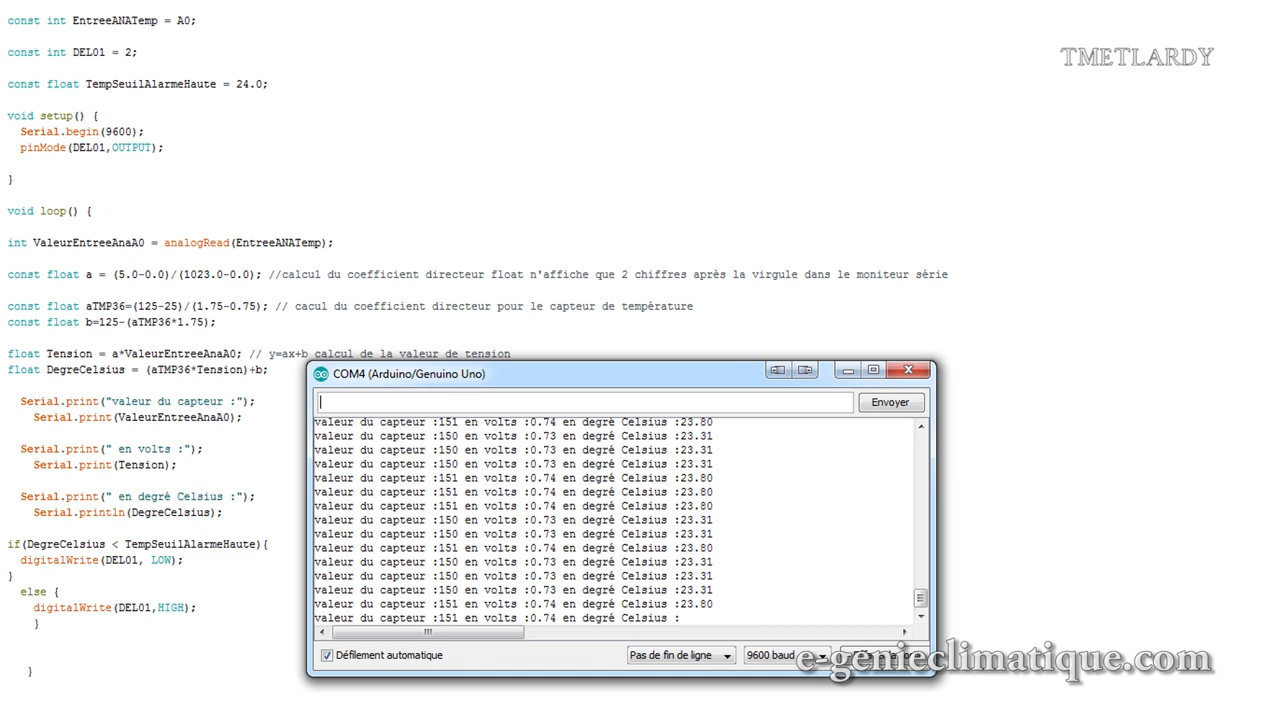 const int EntreeANATemp = A0;
TMETLARDY
const int DEL01 = 2;
const float TempSeuilAlarmeHaute = 24.0;
void setup() {
Serial.begin(9600);
pinMode(DEL01,OUTPUT);
}
void loop() {
int ValeurEntreeAnaA0 = analogRead(EntreeANATemp);
const float a = (5.0-0.0)/(1023.0-0.0); //calcul du coefficient directeur float n'affiche que 2 chiffres après la virgule dans le moniteur série
const float aTMP36=(125-25)/(1.75-0.75); // cacul du coefficient directeur pour le capteur de température
const float b=125-(aTMP36*1.75);
float Tension = a*ValeurEntreeAnaA0; // y=ax+b calcul de la valeur de tension
float DegreCelsius = (aTMP36*Tension)+b;
Serial.print("valeur du capteur :");
Serial.print(ValeurEntreeAnaA0);
Serial.print(" en volts :");
Serial.print(Tension);
Serial.print(" en degré Celsius :");
Serial.println(DegreCelsius);
if(DegreCelsius < TempSeuilAlarmeHaute){
digitalWrite(DEL01, LOW);
}
else {
digitalWrite(DEL01,HIGH);
}
}
COM4 (Arduino/Genuino Uno)
Envoyer
valeur du capteur :151 en volts :0.74 en degré Celsius :23.80
valeur du capteur :150 en volts :0.73 en degré Celsius :23.31
valeur du capteur :150 en volts :0.73 en degré Celsius :23.31
valeur du capteur :150 en volts :0.73 en degré Celsius :23.31
valeur du capteur :151 en volts :0.74 en degré Celsius :23.80
valeur du capteur :151 en volts :0.74 en degré Celsius :23.80
valeur du capteur :151 en volts :0.74 en degré Celsius :23.80
valeur du capteur :150 en volts :0.73 en degré Celsius :23.31
valeur du capteur :150 en volts :0.73 en degré Celsius :23.31
valeur du capteur :151 en volts :0.74 en degré Celsius :23.80
valeur du capteur :150 en volts :0.73 en degré Celsius :23.31
valeur du capteur :150 en volts :0.73 en degré Celsius :23.31
valeur du capteur :150 en volts :0.73 en degré Celsius :23.31
valeur du capteur :151 en volts :0.74 en degré Celsius :23.80
valeur du capteur :151 en volts :0.74 en degré Celsius :
Défilement automatique
Pas de fin de ligne
9600 baud
e-genieclimatique.com